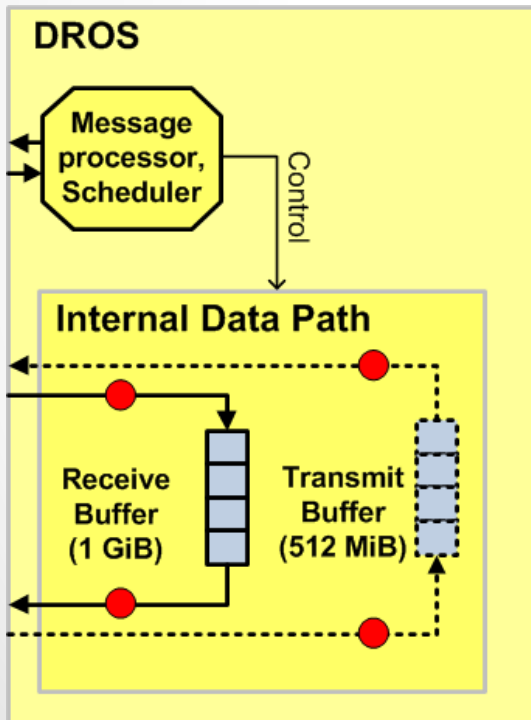 DROS
Message
processor,
Scheduler
Control
Internal Data Path
Receive
Buffer
(1 GiB)
Transmit
Buffer
(512 MiB)